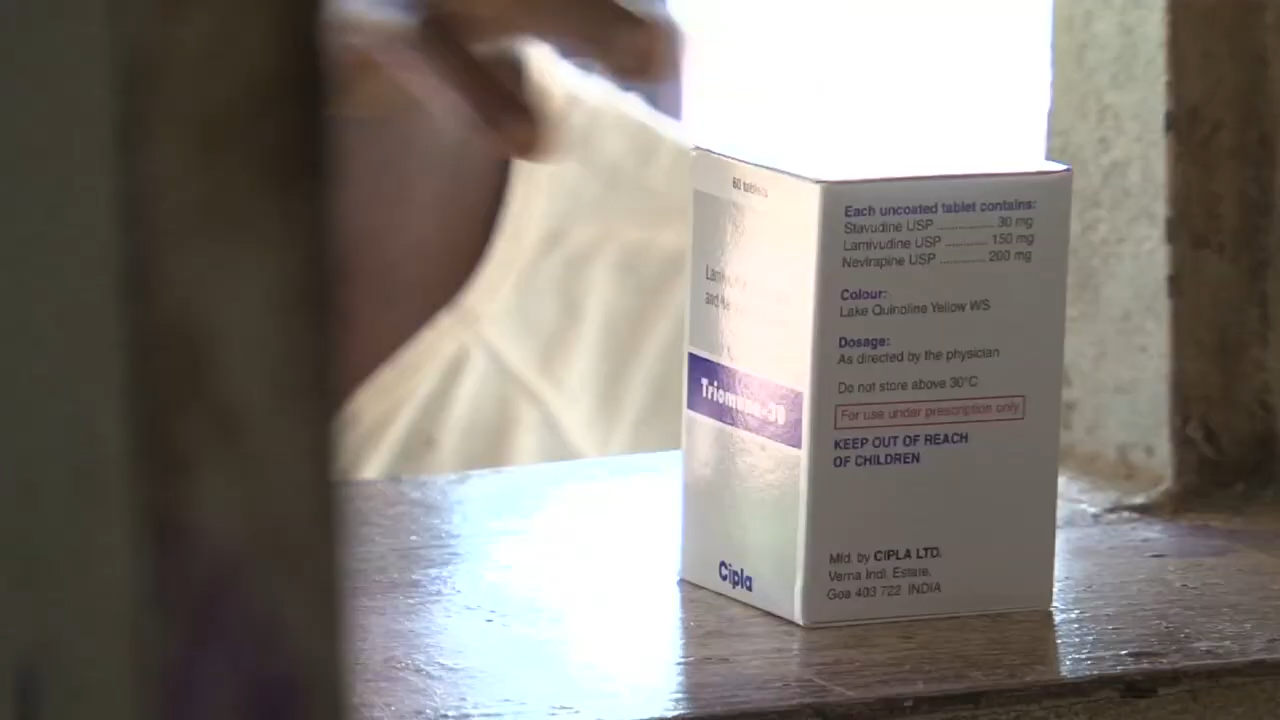 60 tablets
and
Triomune-30
Cipla
Each uncoated tablet contains:
Stavudine USP ................ 30 mg
Lamivudine USP ............ 150 mg
Nevirapine USP ............ 200 mg
Colour:
Lake Quinoline Yellow WS
Dosage:
As directed by the physician
Do not store above 30°C
For use under prescription only
KEEP OUT OF REACH
OF CHILDREN
Mfd. by CIPLA LTD.
Verna Indl. Estate,
Goa 403 722 INDIA